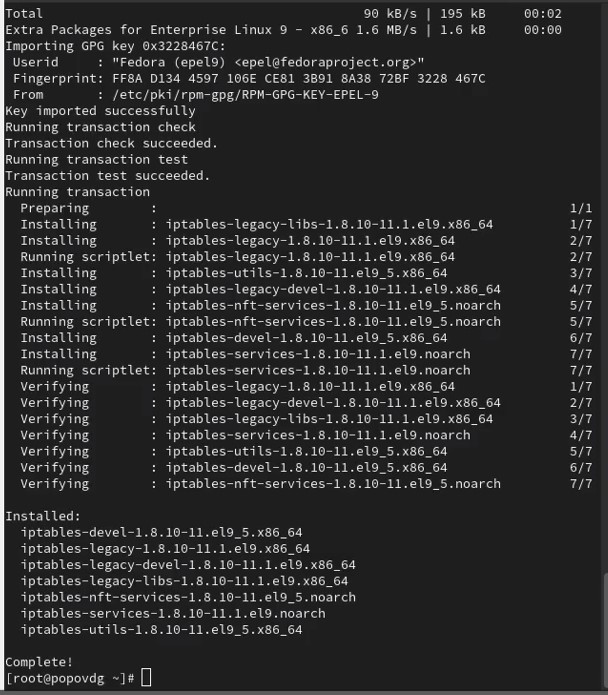 Total 90 kB/s | 195 kB 00:02
Extra Packages for Enterprise Linux 9 - x86_6 1.6 MB/s | 1.6 kB 00:00
Importing GPG key 0x3228467C:
Userid : "Fedora (epel9) <epel@fedoraproject.org>"
Fingerprint: FF8A D134 4597 106E CE81 3B91 8A38 72BF 3228 467C
From : /etc/pki/rpm-gpg/RPM-GPG-KEY-EPEL-9
Key imported successfully
Running transaction check
Transaction check succeeded.
Running transaction test
Transaction test succeeded.
Running transaction
Preparing : 1/1
Installing : iptables-legacy-libs-1.8.10-11.1.el9.x86_64 1/7
Installing : iptables-legacy-1.8.10-11.1.el9.x86_64 2/7
Running scriptlet: iptables-legacy-1.8.10-11.1.el9.x86_64 2/7
Installing : iptables-utils-1.8.10-11.el9_5.x86_64 3/7
Installing : iptables-legacy-devel-1.8.10-11.1.el9.x86_64 4/7
Installing : iptables-nft-services-1.8.10-11.el9_5.noarch 5/7
Running scriptlet: iptables-nft-services-1.8.10-11.el9_5.noarch 5/7
Installing : iptables-devel-1.8.10-11.el9_5.x86_64 6/7
Installing : iptables-services-1.8.10-11.1.el9.noarch 7/7
Running scriptlet: iptables-services-1.8.10-11.1.el9.noarch 7/7
Verifying : iptables-legacy-1.8.10-11.1.el9.x86_64 1/7
Verifying : iptables-legacy-devel-1.8.10-11.1.el9.x86_64 2/7
Verifying : iptables-legacy-libs-1.8.10-11.1.el9.x86_64 3/7
Verifying : iptables-services-1.8.10-11.1.el9.noarch 4/7
Verifying : iptables-utils-1.8.10-11.el9_5.x86_64 5/7
Verifying : iptables-devel-1.8.10-11.el9_5.x86_64 6/7
Verifying : iptables-nft-services-1.8.10-11.el9_5.noarch 7/7
Installed:
iptables-devel-1.8.10-11.el9_5.x86_64
iptables-legacy-1.8.10-11.1.el9.x86_64
iptables-legacy-devel-1.8.10-11.1.el9.x86_64
iptables-legacy-libs-1.8.10-11.1.el9.x86_64
iptables-nft-services-1.8.10-11.el9_5.noarch
iptables-services-1.8.10-11.1.el9.noarch
iptables-utils-1.8.10-11.el9_5.x86_64
Complete!
[root@popovdg ~]#